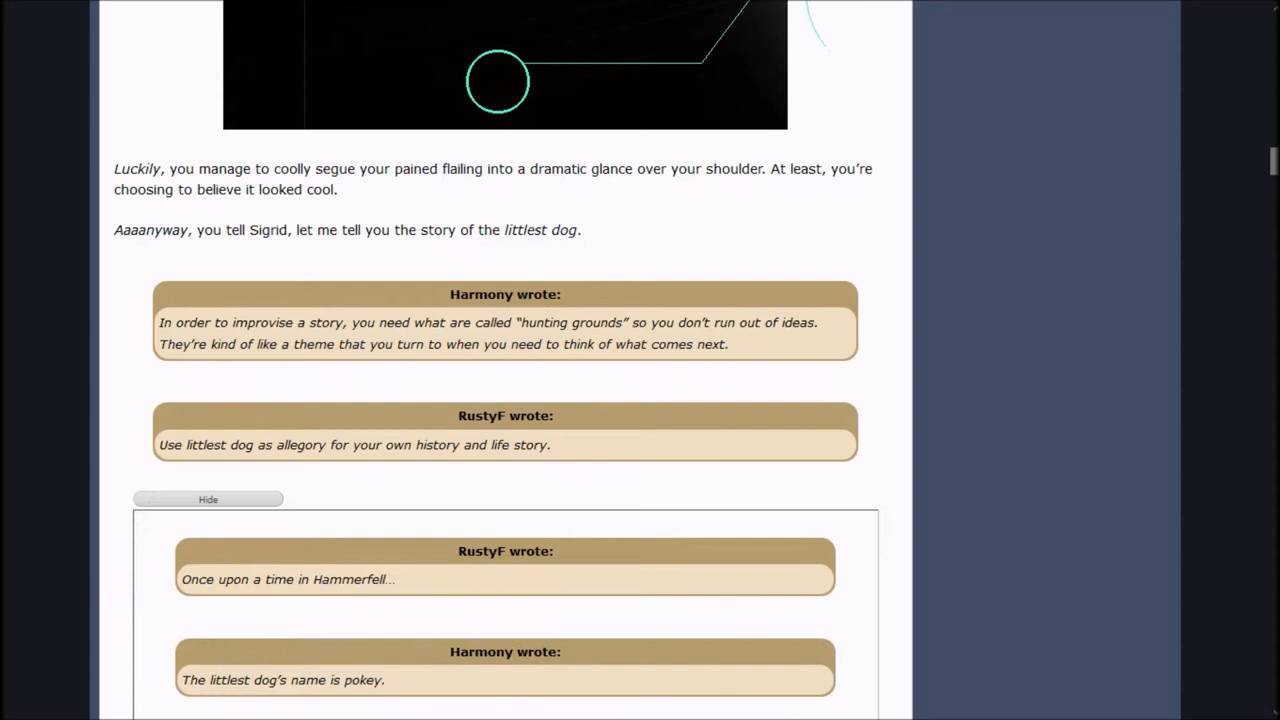 Luckily, you manage to coolly segue your pained flailing into a dramatic glance over your shoulder. At least, you’re
choosing to believe it looked cool.
Aaaanyway, you tell Sigrid, let me tell you the story of the littlest dog.
Harmony wrote:
In order to improvise a story, you need what are called “hunting grounds” so you don’t run out of ideas.
They’re kind of like a theme that you turn to when you need to think of what comes next.
RustyF wrote:
Use littlest dog as allegory for your own history and life story.
Hide
RustyF wrote:
Once upon a time in Hammerfell...
Harmony wrote:
The littlest dog’s name is pokey.